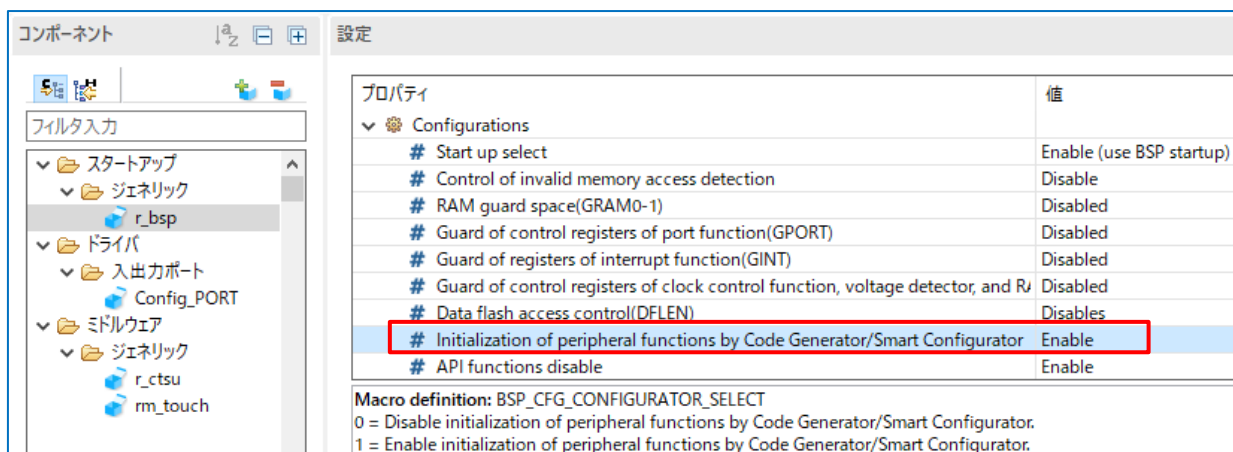 コンポーネント
設定
フィルタ入力
スタートアップ
ジェネリック
r_bsp
ドライバ
入出力ポート
Config_PORT
ミドルウェア
ジェネリック
r_ctsu
rm_touch
プロパティ 値
Configurations
# Start up select Enable (use BSP startup)
# Control of invalid memory access detection Disable
# RAM guard space(GRAM0-1) Disabled
# Guard of control registers of port function(GPORT) Disabled
# Guard of registers of interrupt function(GINT) Disabled
# Guard of control registers of clock control function, voltage detector, and RA Disabled
# Data flash access control(DFLEN) Disables
# Initialization of peripheral functions by Code Generator/Smart Configurator Enable
# API functions disable Enable
Macro definition: BSP_CFG_CONFIGURATOR_SELECT
0 = Disable initialization of peripheral functions by Code Generator/Smart Configurator.
1 = Enable initialization of peripheral functions by Code Generator/Smart Configurator.